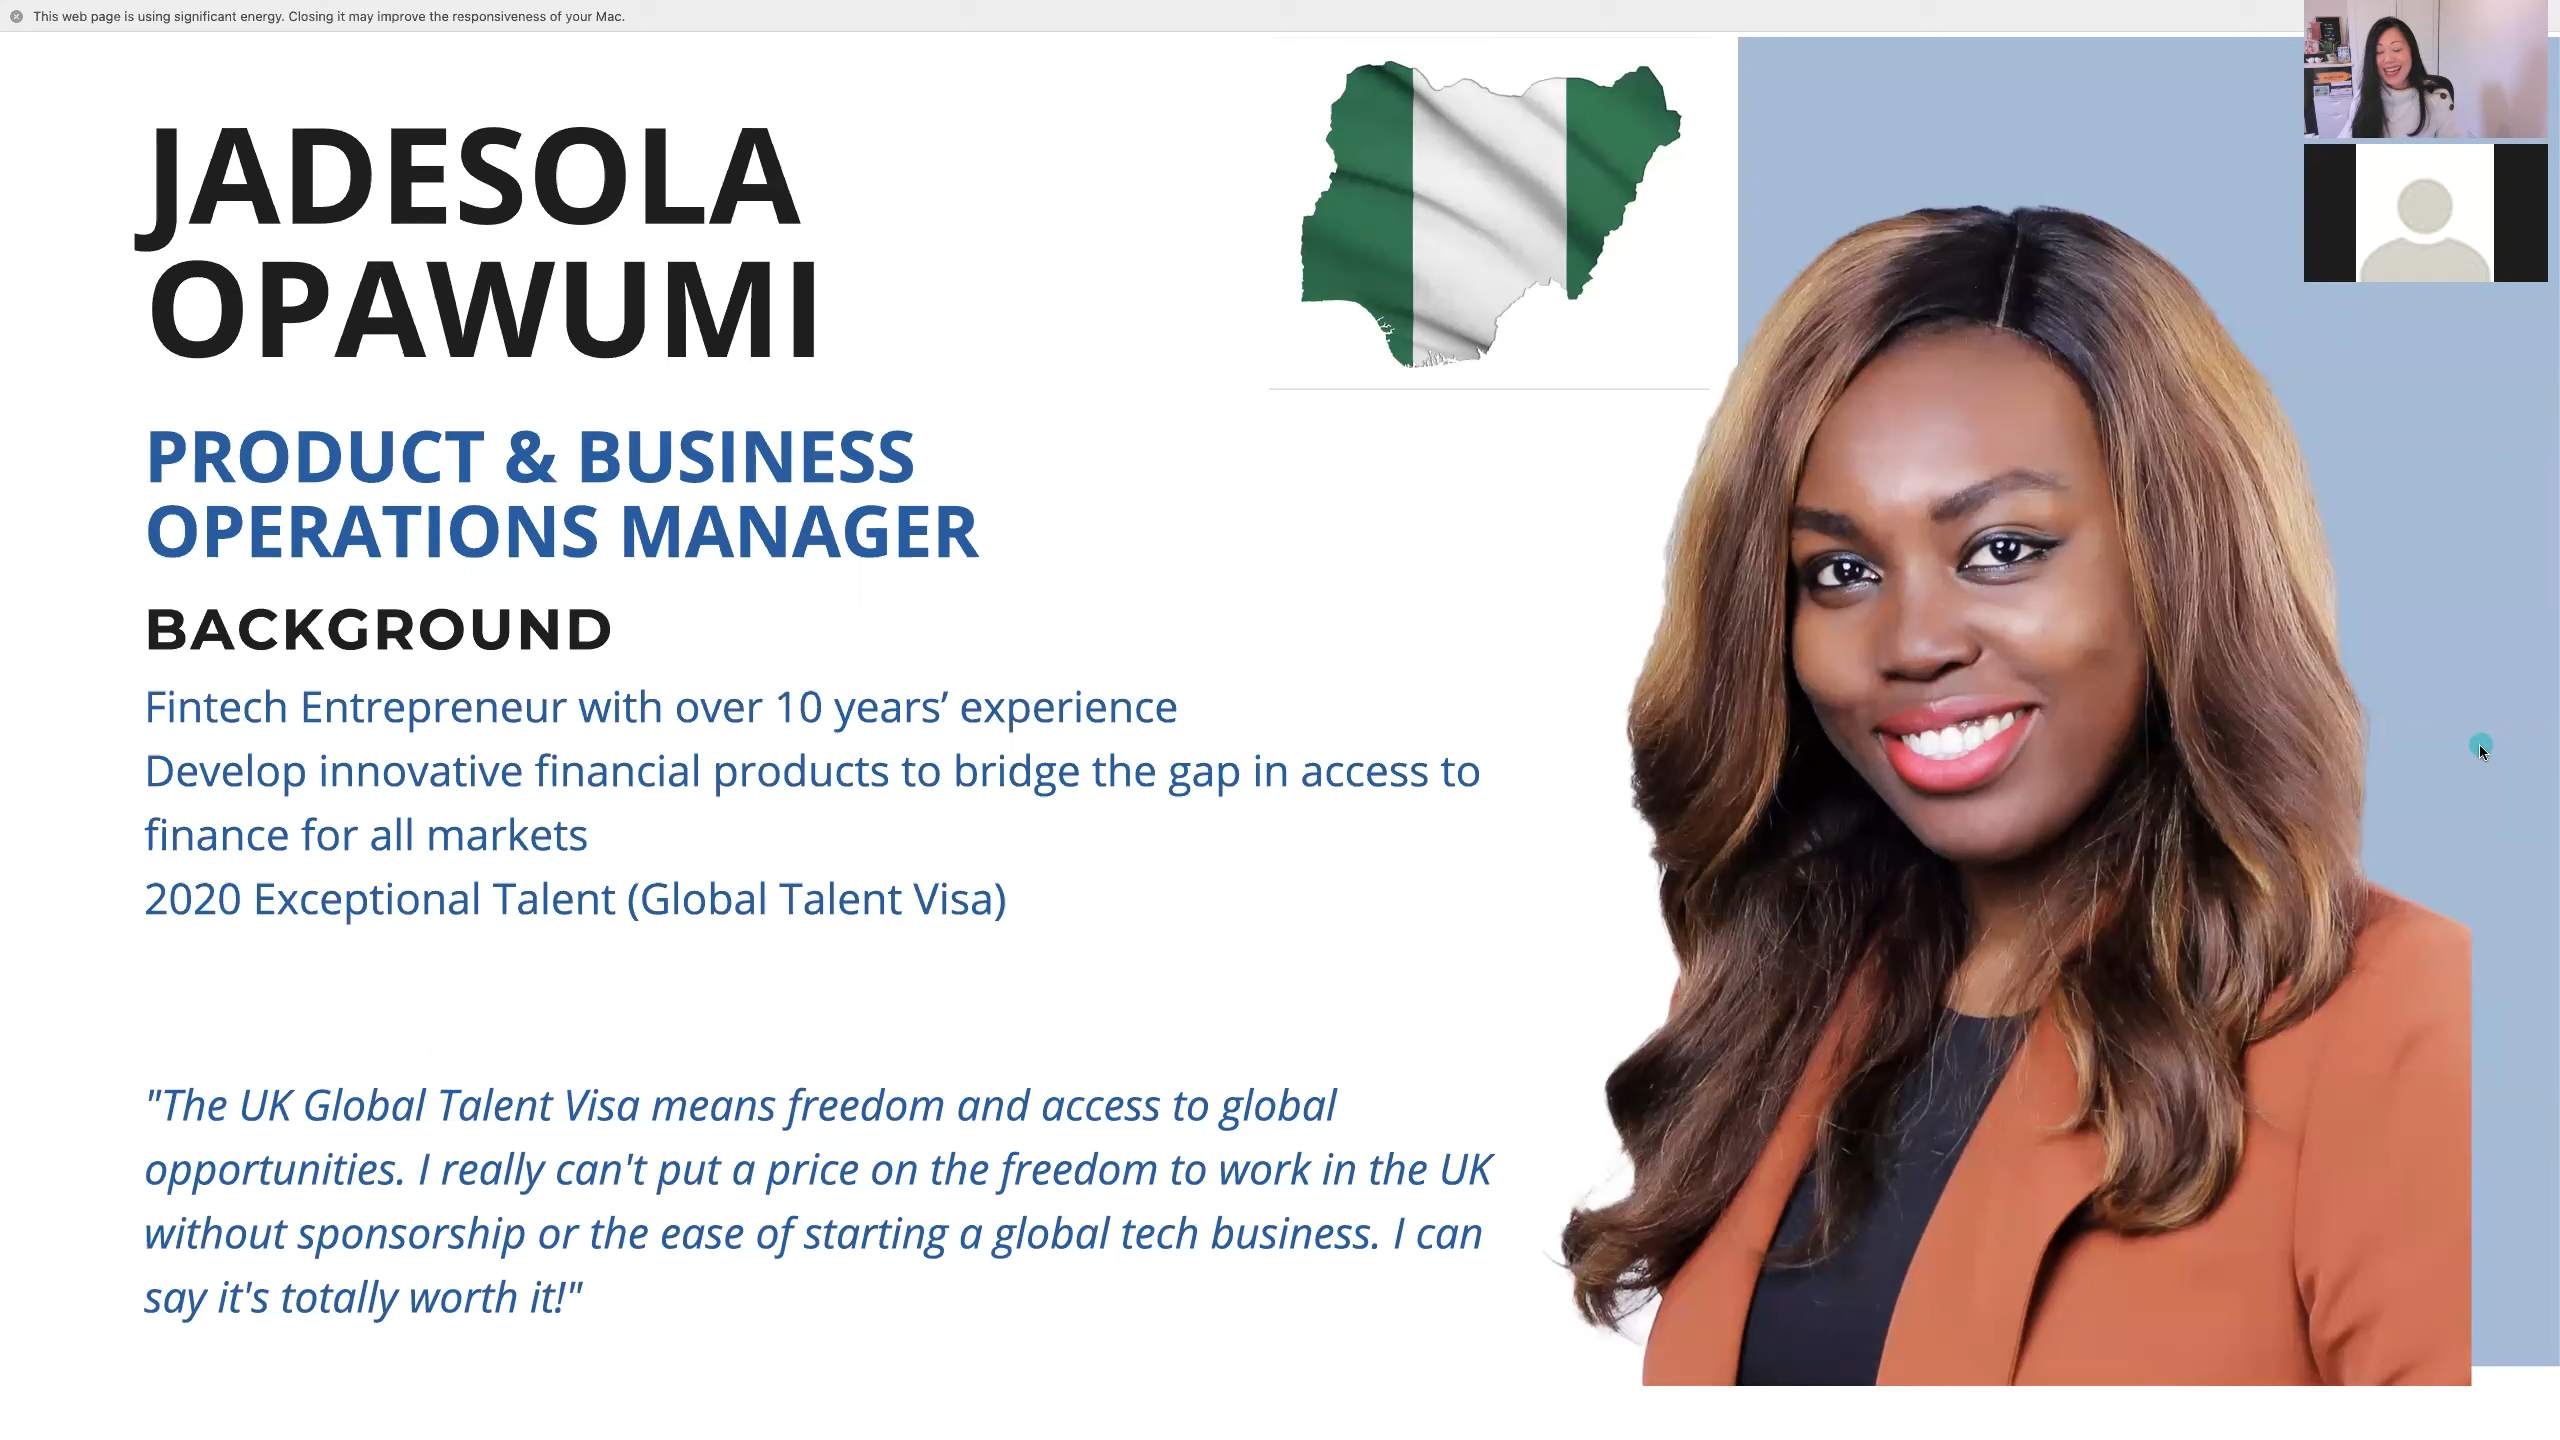 This web page is using significant energy. Closing it may improve the responsiveness of your Mac.
JADESOLA
OPAWUMI
PRODUCT & BUSINESS
OPERATIONS MANAGER
BACKGROUND
Fintech Entrepreneur with over 10 years’ experience
Develop innovative financial products to bridge the gap in access to
finance for all markets
2020 Exceptional Talent (Global Talent Visa)
"The UK Global Talent Visa means freedom and access to global
opportunities. I really can't put a price on the freedom to work in the UK
without sponsorship or the ease of starting a global tech business. I can
say it's totally worth it!"